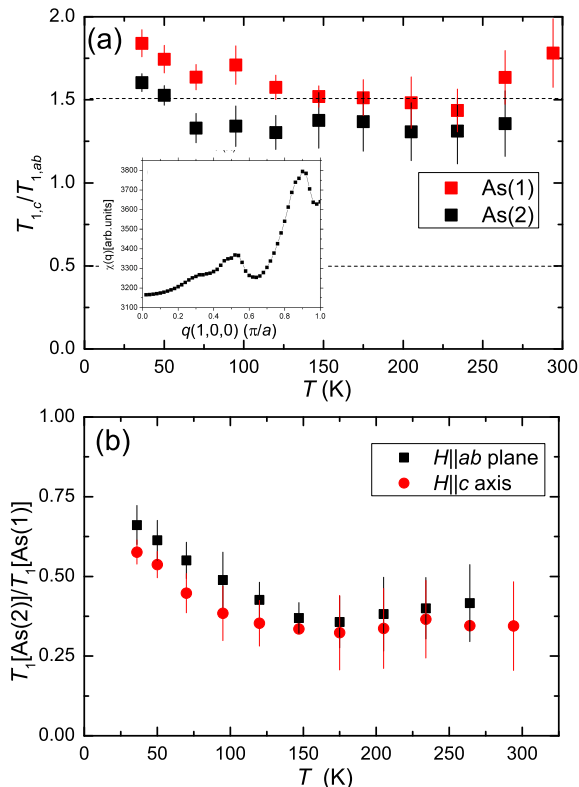 (a)
2.0
1.5
1.0
0.5
0.0
T1,c/T1,ab
As(1)
As(2)
3800
3700
3600
3500
3400
3300
3200
3100
χ(q)[arb.units]
0.0 0.2 0.4 0.6 0.8 1.0
q(1,0,0) (π/a)
0 50 100 150 200 250 300
T (K)
(b)
1.00
0.75
0.50
0.25
0.00
T1[As(2)]/T1[As(1)]
H||ab plane
H||c axis
0 50 100 150 200 250 300
T (K)